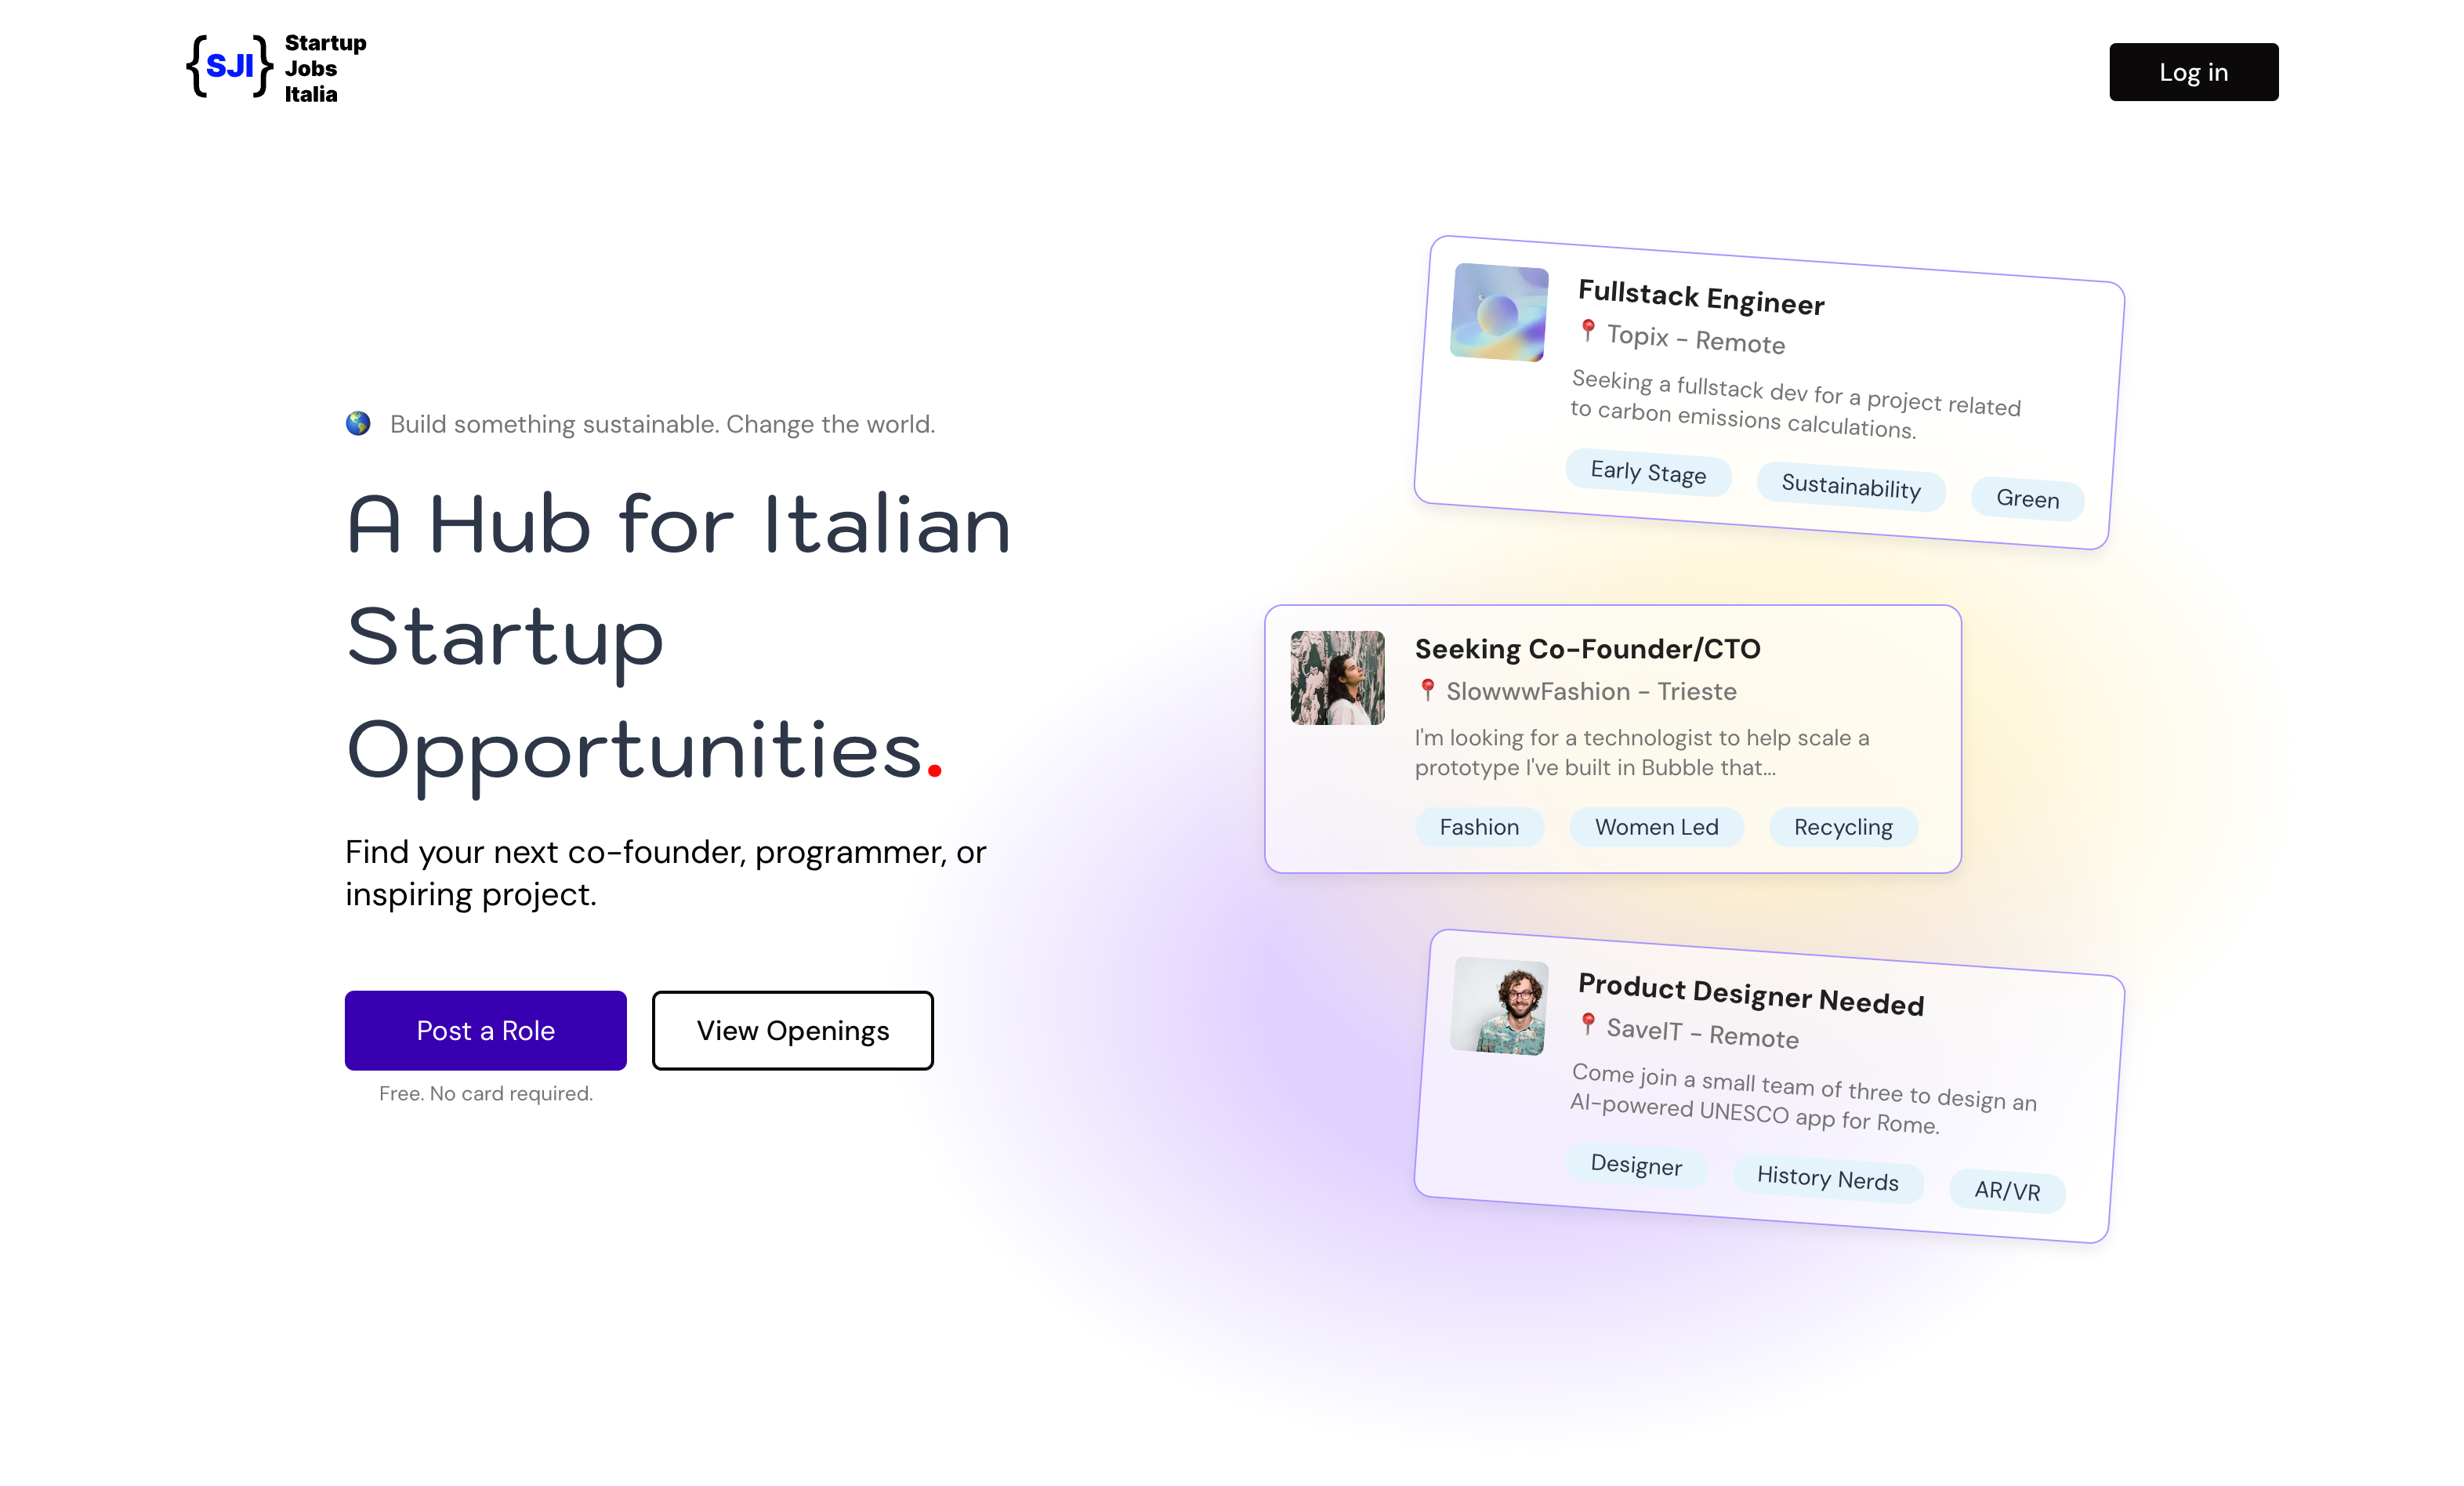 {SJI}
Startup
Jobs
Italia
Log in
🌎 Build something sustainable. Change the world.
A Hub for Italian
Startup
Opportunities.
Find your next co-founder, programmer, or
inspiring project.
Post a Role
View Openings
Free. No card required.
Fullstack Engineer
📍 Topix - Remote
Seeking a fullstack dev for a project related
to carbon emissions calculations.
Early Stage
Sustainability
Green
Seeking Co-Founder/CTO
📍 SlowwwFashion - Trieste
I'm looking for a technologist to help scale a
prototype I've built in Bubble that...
Fashion
Women Led
Recycling
Product Designer Needed
📍 SaveIT - Remote
Come join a small team of three to design an
AI-powered UNESCO app for Rome.
Designer
History Nerds
AR/VR